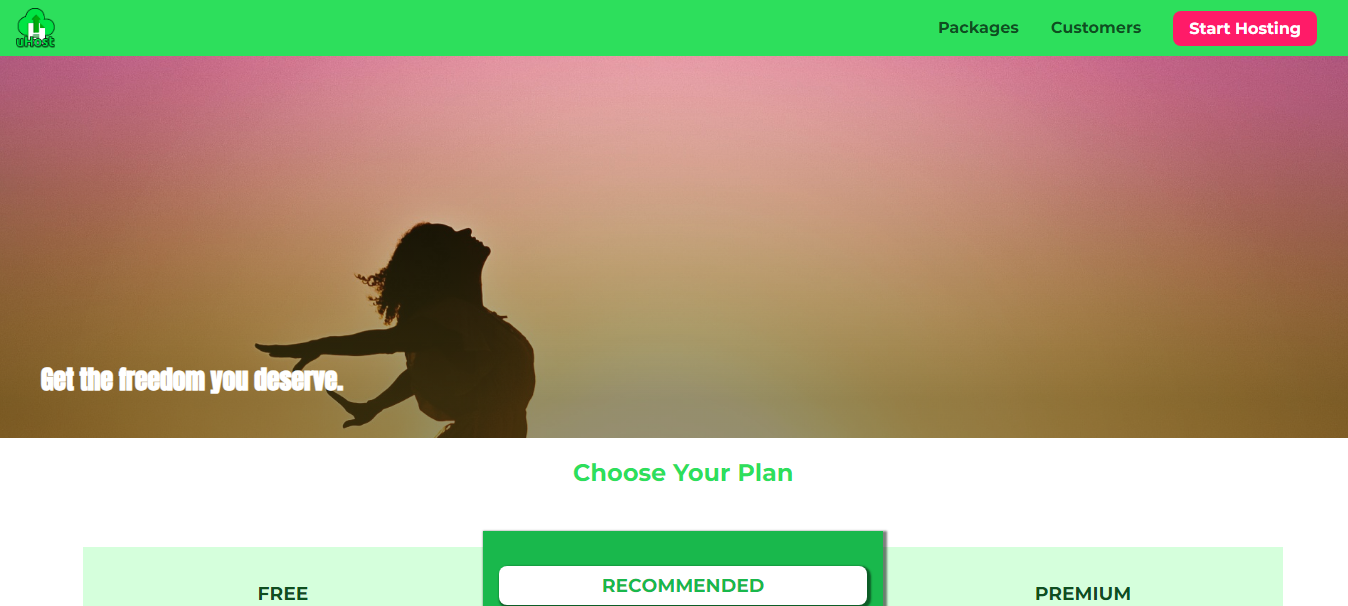 uHost
Packages
Customers
Start Hosting
Get the freedom you deserve.
Choose Your Plan
FREE
RECOMMENDED
PREMIUM